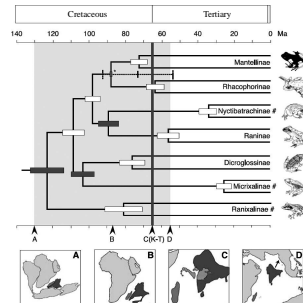 Cretaceous Tertiary
140 120 100 80 60 40 20 0 Ma
Mantellinae
Rhacophorinae
Nyctibatrachinae #
Raninae
Dicroglossinae
Micrixalinae #
Ranixalinae #
A B C(K-T) D
A B C D